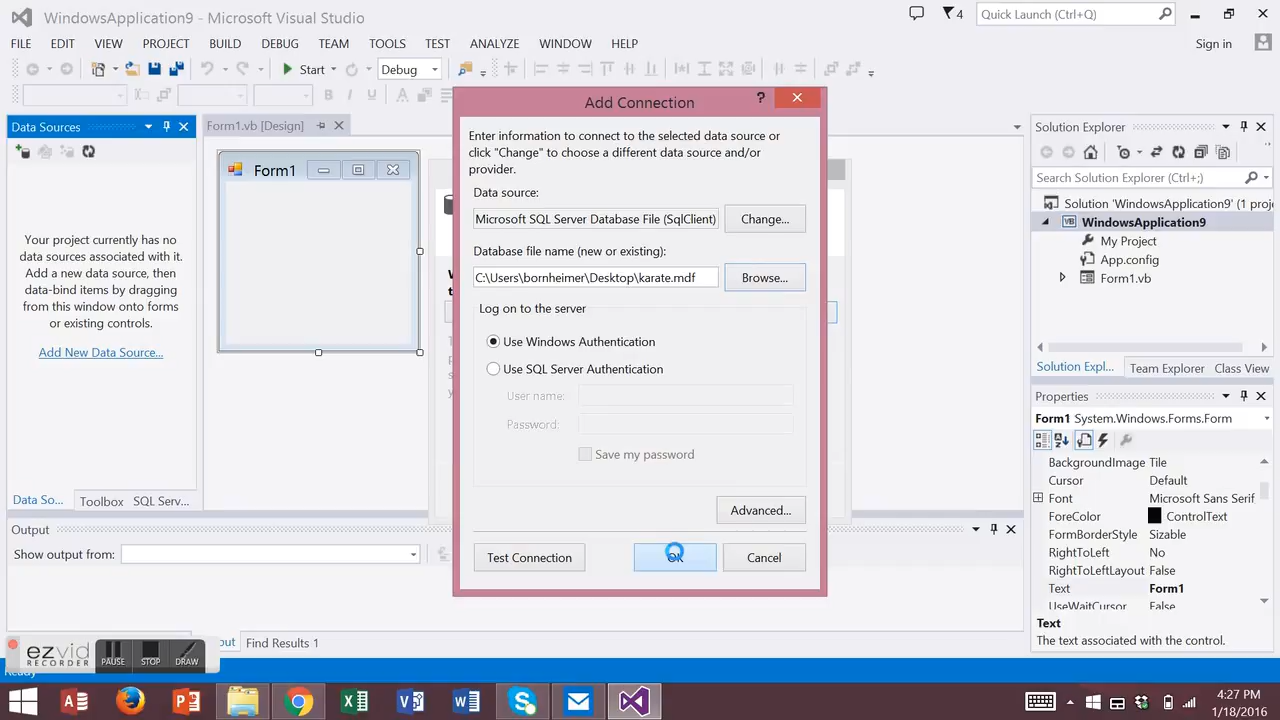 WindowsApplication9 - Microsoft Visual Studio
4
Quick Launch (Ctrl+Q)
FILE EDIT VIEW PROJECT BUILD DEBUG TEAM TOOLS TEST ANALYZE WINDOW HELP
Sign in
Start
Debug
Data Sources
Form1.vb [Design]
Form1
Your project currently has no
data sources associated with it.
Add a new data source, then
data-bind items by dragging
from this window onto forms
or existing controls.
Add New Data Source...
Data So...
Toolbox
SQL Serv...
Add Connection
?
Enter information to connect to the selected data source or
click "Change" to choose a different data source and/or
provider.
Data source:
Microsoft SQL Server Database File (SqlClient)
Change...
Database file name (new or existing):
C:\Users\bornheimer\Desktop\karate.mdf
Browse...
Log on to the server
Use Windows Authentication
Use SQL Server Authentication
User name:
Password:
Save my password
Advanced...
Test Connection
OK
Cancel
Solution Explorer
Search Solution Explorer (Ctrl+;)
Solution 'WindowsApplication9' (1 proj
WindowsApplication9
My Project
App.config
Form1.vb
Solution Expl...
Team Explorer
Class View
Properties
Form1 System.Windows.Forms.Form
BackgroundImage Tile
Cursor Default
Font Microsoft Sans Serif
ForeColor ControlText
FormBorderStyle Sizable
RightToLeft No
RightToLeftLayout False
Text Form1
UseWaitCursor False
Text
The text associated with the control.
Output
Show output from:
Find Results 1
ezvid
RECORDER
PAUSE
STOP
DRAW
Ready
4:27 PM
1/18/2016